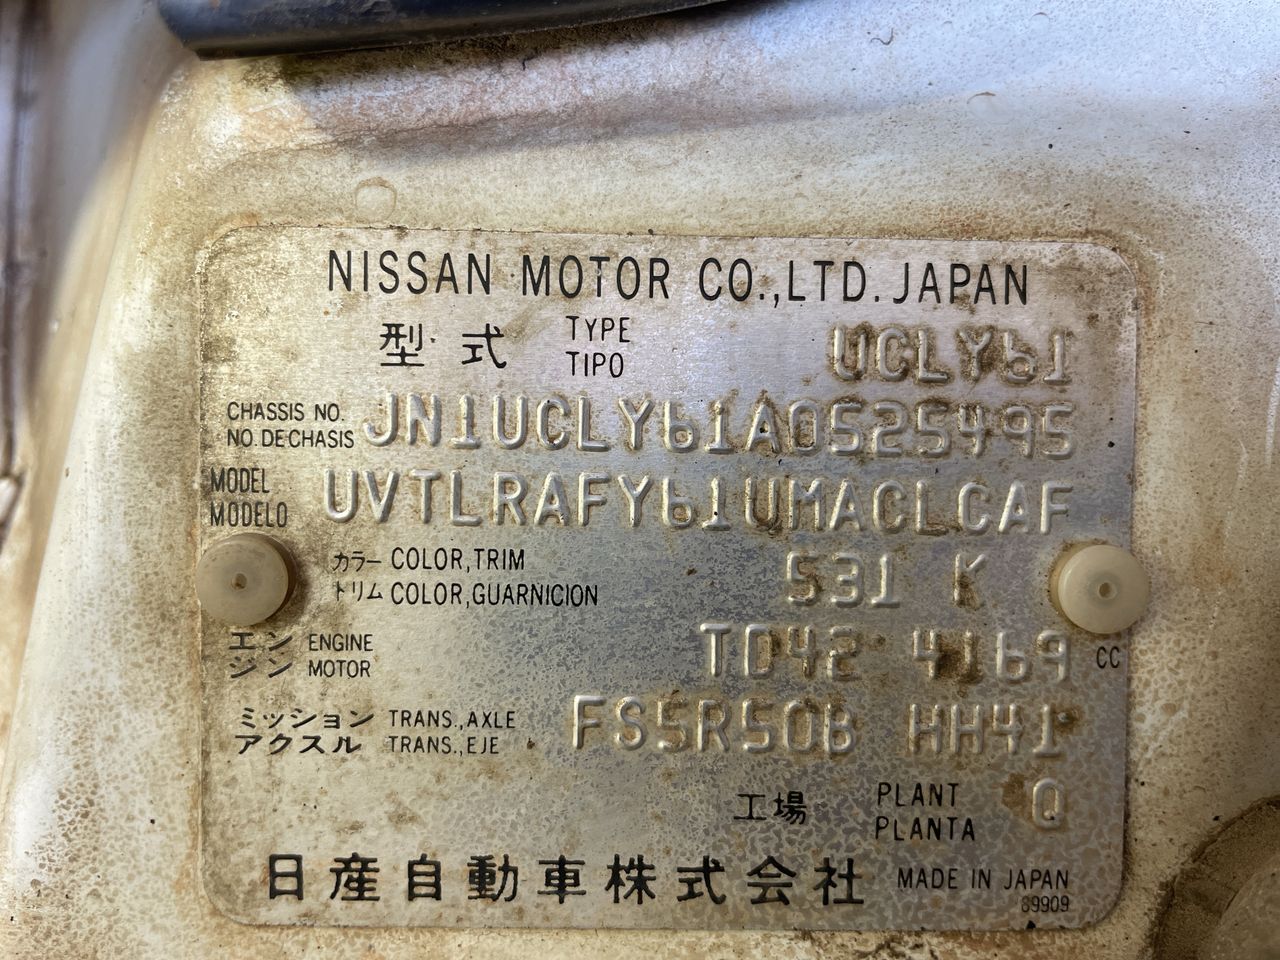 NISSAN MOTOR CO.,LTD. JAPAN
型式 TYPE UCLY61
TIPO
CHASSIS NO. JN1UCLY61A0525495
NO. DE CHASIS
MODEL UVTLRAFY61UMACLCAF
MODELO
カラー COLOR,TRIM 531 K
トリム COLOR,GUARNICION
エン ENGINE TD42 4169 CC
ジン MOTOR
ミッション TRANS.,AXLE FS5R50B HH41
アクスル TRANS.,EJE
工場 PLANT Q
PLANTA
日産自動車株式会社 MADE IN JAPAN
89909